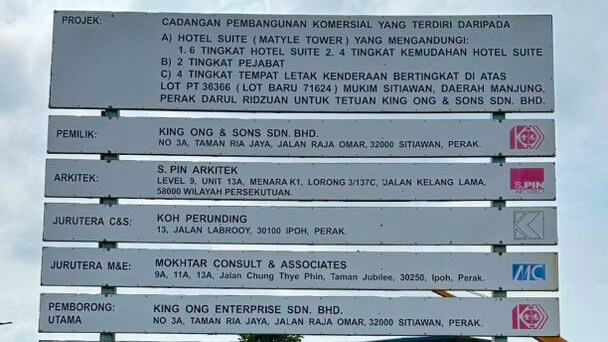 PROJEK: CADANGAN PEMBANGUNAN KOMERSIAL YANG TERDIRI DARIPADA
A) HOTEL SUITE ( MATYLE TOWER ) YANG MENGANDUNGI:
1. 6 TINGKAT HOTEL SUITE 2. 4 TINGKAT KEMUDAHAN HOTEL SUITE
B) 2 TINGKAT PEJABAT
C) 4 TINGKAT TEMPAT LETAK KENDERAAN BERTINGKAT DI ATAS
LOT PT 36366 ( LOT BARU 71624 ) MUKIM SITIAWAN, DAERAH MANJUNG,
PERAK DARUL RIDZUAN UNTUK TETUAN KING ONG & SONS SDN. BHD.
PEMILIK: KING ONG & SONS SDN. BHD.
NO 3A, TAMAN RIA JAYA, JALAN RAJA OMAR, 32000 SITIAWAN, PERAK.
ARKITEK: S. PIN ARKITEK
LEVEL 9, UNIT 13A, MENARA K1, LORONG 3/137C, JALAN KELANG LAMA,
58000 WILAYAH PERSEKUTUAN.
S.PIN
JURUTERA C&S: KOH PERUNDING
13, JALAN LABROOY, 30100 IPOH, PERAK.
JURUTERA M&E: MOKHTAR CONSULT & ASSOCIATES
9A, 11A, 13A, Jalan Chung Thye Phin, Taman Jubilee, 30250, Ipoh, Perak.
MC
PEMBORONG: KING ONG ENTERPRISE SDN. BHD.
UTAMA NO 3A, TAMAN RIA JAYA, JALAN RAJA OMAR, 32000 SITIAWAN, PERAK.